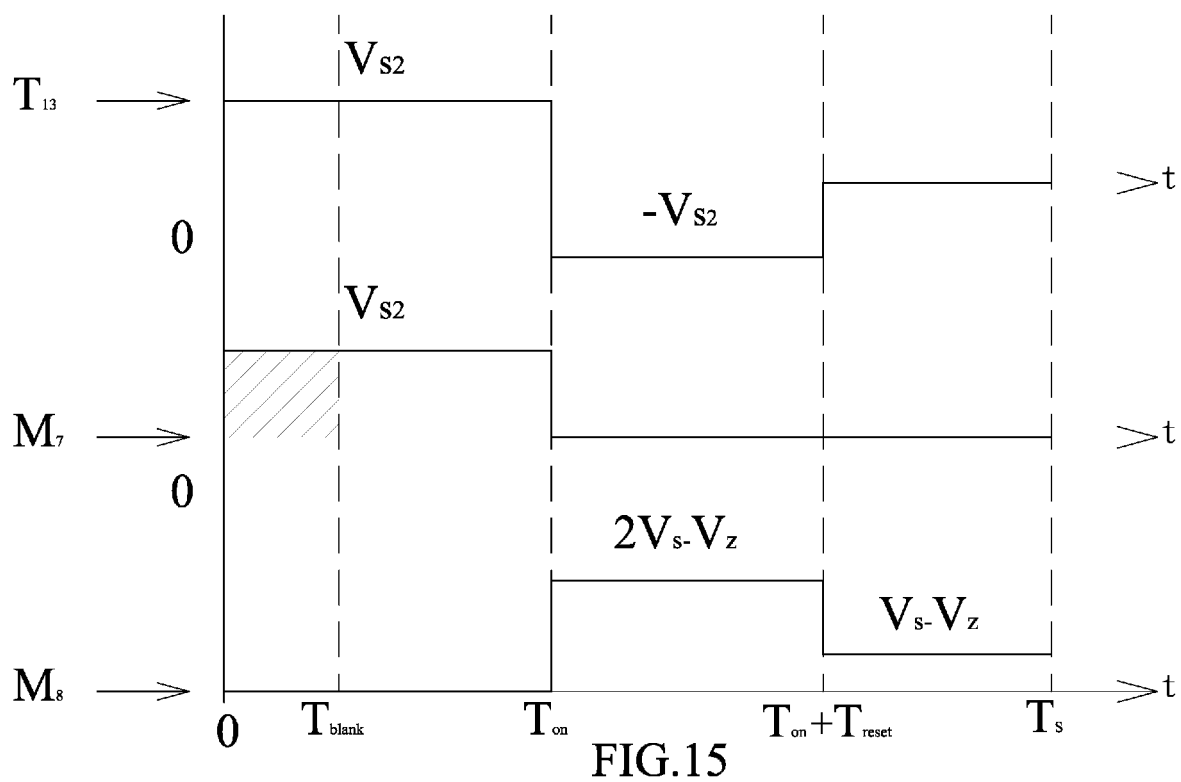 Vs2
T13
t
-Vs2
0
Vs2
M7
t
0
2Vs-Vz
Vs-Vz
M8
t
0
Tblank
Ton
Ton+Treset
Ts
FIG.15